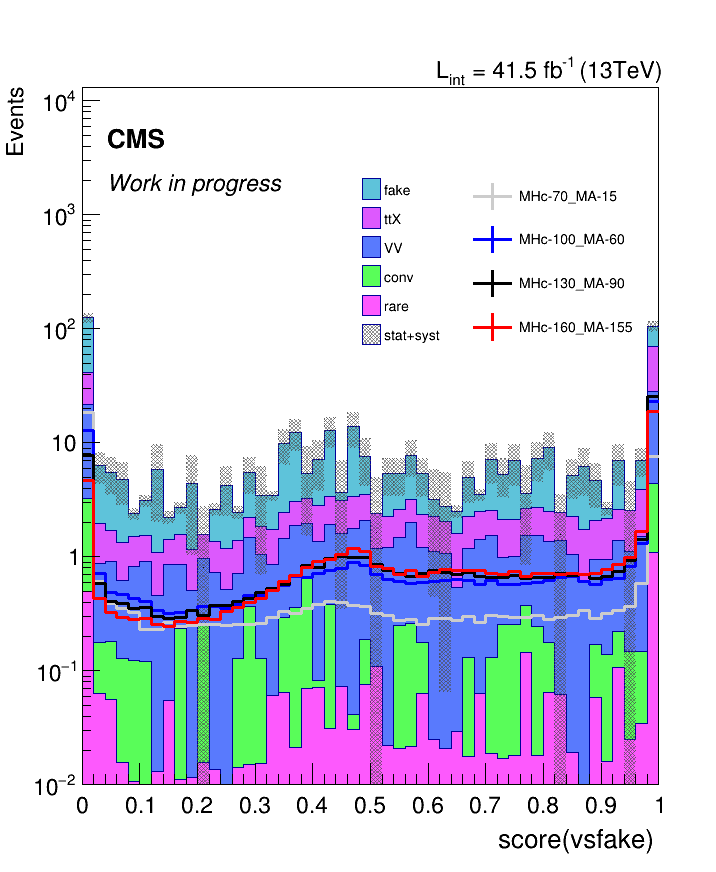 L_int = 41.5 fb^-1 (13TeV)
Events
CMS
Work in progress
fake
ttX
VV
conv
rare
stat+syst
MHc-70_MA-15
MHc-100_MA-60
MHc-130_MA-90
MHc-160_MA-155
10^4
10^3
10^2
10
1
10^−1
10^−2
0 0.1 0.2 0.3 0.4 0.5 0.6 0.7 0.8 0.9 1
score(vsfake)